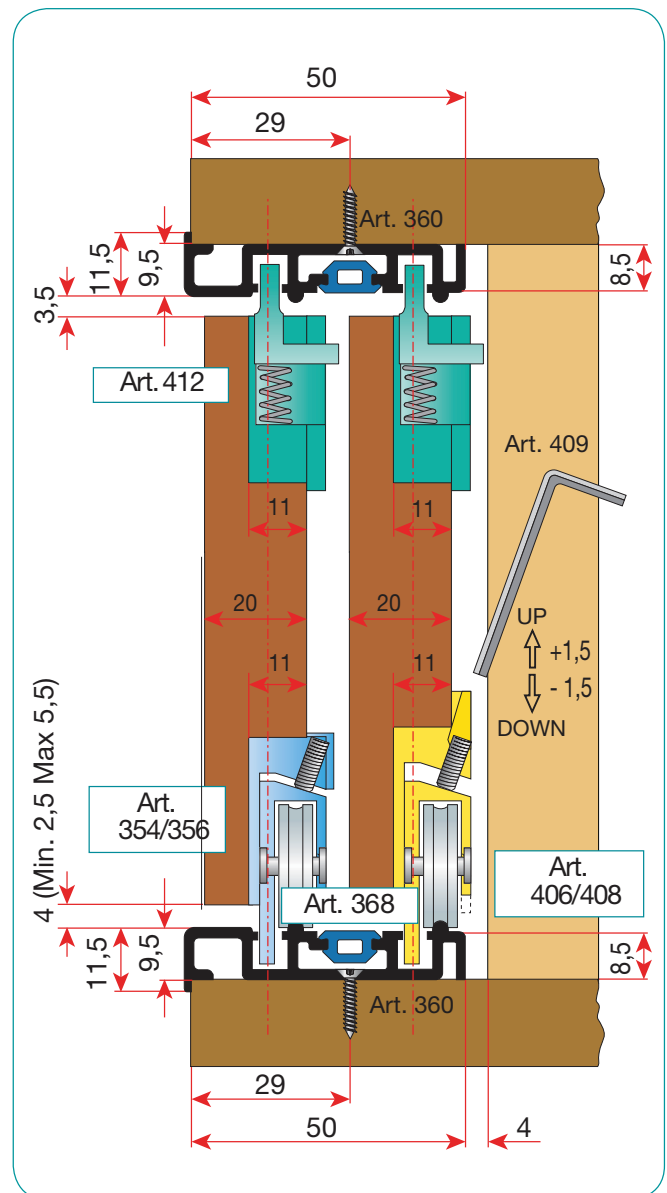 50
29
Art. 360
11,5
9,5
8,5
3,5
Art. 412
Art. 409
11
11
20
20
UP
+1,5
- 1,5
DOWN
11
11
4 (Min. 2,5 Max 5,5)
Art.
354/356
Art. 368
Art.
406/408
11,5
9,5
8,5
Art. 360
29
50
4